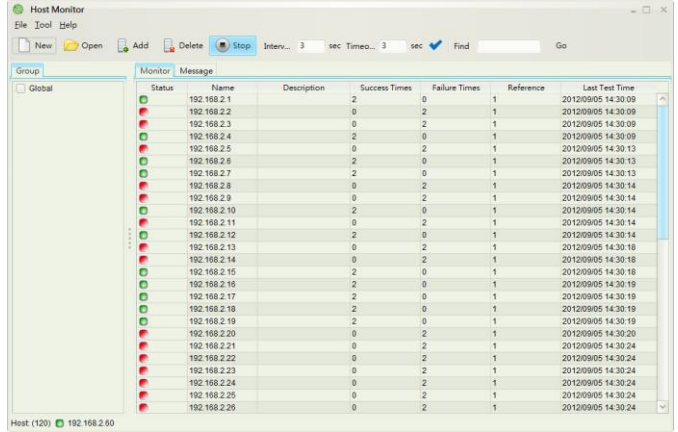 Host Monitor
File Tool Help
New Open Add Delete Stop Interv... 3 sec Timeo... 3 sec Find Go
Group Monitor Message
Global Status Name Description Success Times Failure Times Reference Last Test Time
192.168.2.1 2 0 1 2012/09/05 14:30:09
192.168.2.2 0 2 1 2012/09/05 14:30:09
192.168.2.3 0 2 1 2012/09/05 14:30:09
192.168.2.4 2 0 1 2012/09/05 14:30:09
192.168.2.5 0 2 1 2012/09/05 14:30:13
192.168.2.6 2 0 1 2012/09/05 14:30:13
192.168.2.7 2 0 1 2012/09/05 14:30:13
192.168.2.8 0 2 1 2012/09/05 14:30:14
192.168.2.9 0 2 1 2012/09/05 14:30:14
192.168.2.10 2 0 1 2012/09/05 14:30:14
192.168.2.11 0 2 1 2012/09/05 14:30:14
192.168.2.12 2 0 1 2012/09/05 14:30:14
192.168.2.13 0 2 1 2012/09/05 14:30:18
192.168.2.14 0 2 1 2012/09/05 14:30:18
192.168.2.15 2 0 1 2012/09/05 14:30:18
192.168.2.16 2 0 1 2012/09/05 14:30:19
192.168.2.17 2 0 1 2012/09/05 14:30:19
192.168.2.18 2 0 1 2012/09/05 14:30:19
192.168.2.19 2 0 1 2012/09/05 14:30:19
192.168.2.20 0 2 1 2012/09/05 14:30:20
192.168.2.21 0 2 1 2012/09/05 14:30:24
192.168.2.22 0 2 1 2012/09/05 14:30:24
192.168.2.23 0 2 1 2012/09/05 14:30:24
192.168.2.24 0 2 1 2012/09/05 14:30:24
192.168.2.25 0 2 1 2012/09/05 14:30:24
192.168.2.26 0 2 1 2012/09/05 14:30:24
Host: (120) 192.168.2.60